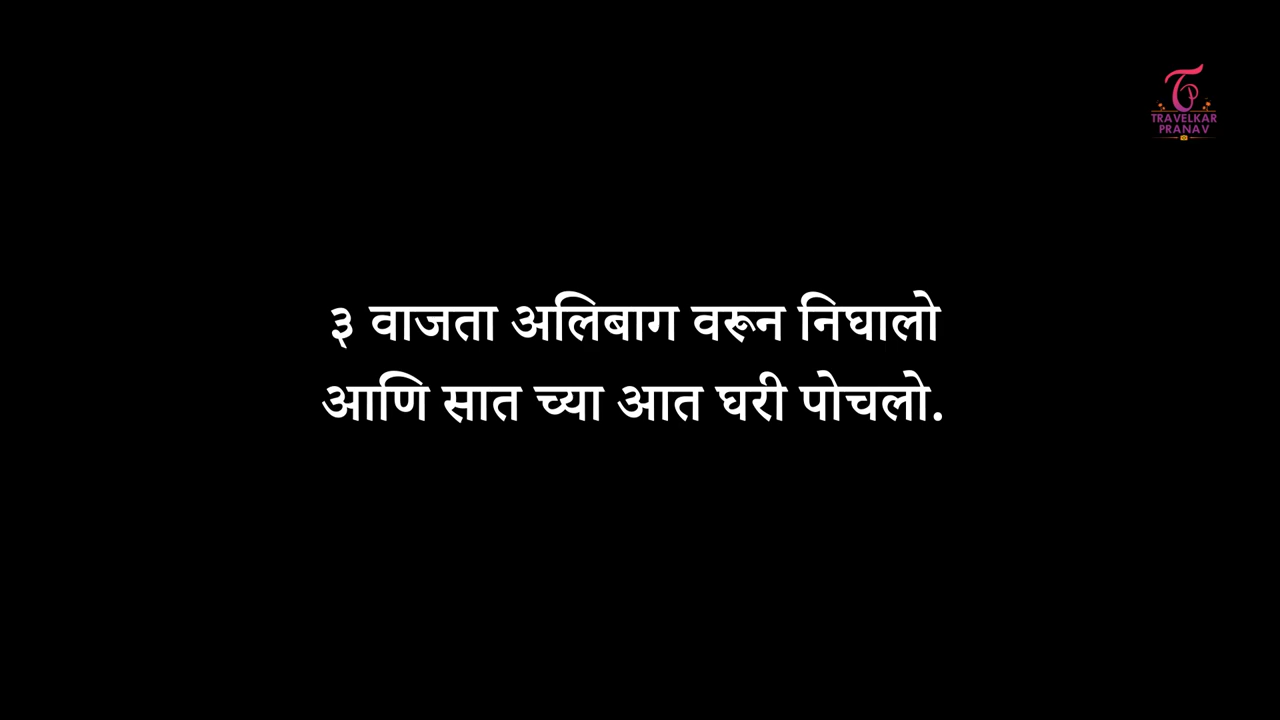 TRAVELKAR
PRANAV
३ वाजता अलिबाग वरून निघालो
आणि सात च्या आत घरी पोचलो.